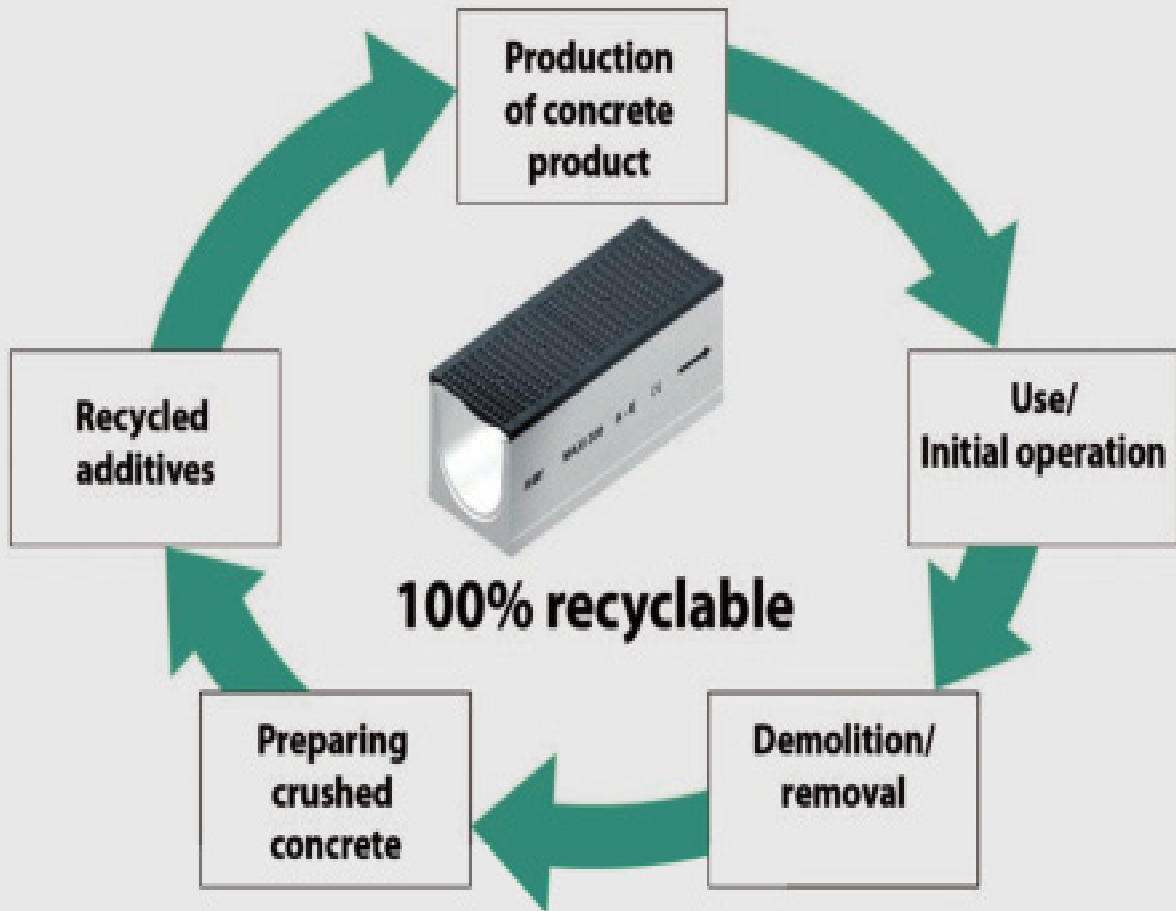 Production
of concrete
product
Use/
Initial operation
Demolition/
removal
Preparing
crushed
concrete
Recycled
additives
100% recyclable